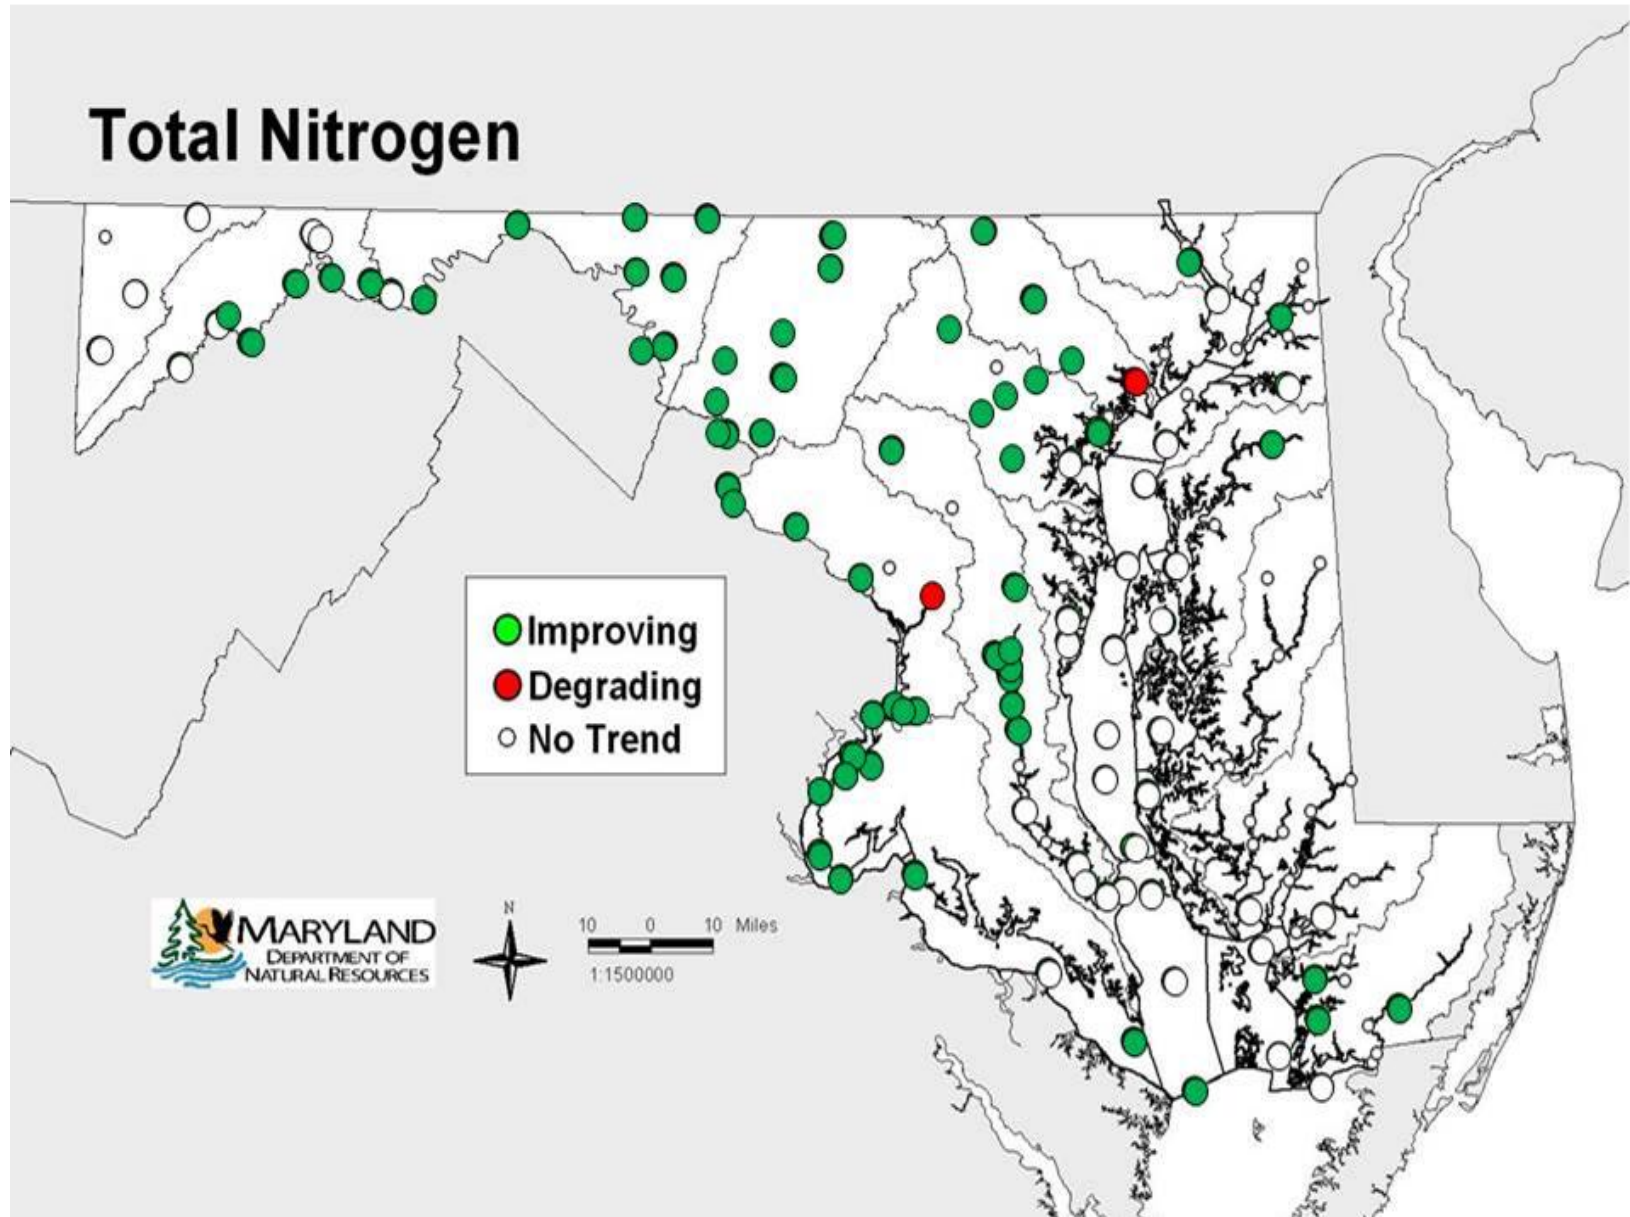 Total Nitrogen
Improving
Degrading
No Trend
MARYLAND
DEPARTMENT OF
NATURAL RESOURCES
N
10 0 10 Miles
1:1500000